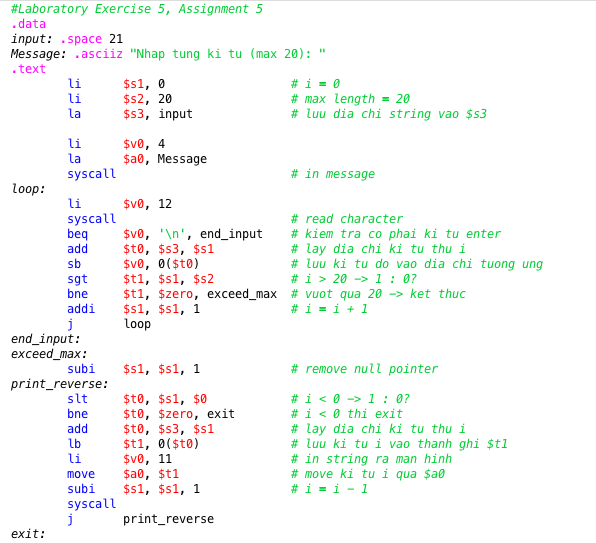 #Laboratory Exercise 5, Assignment 5
.data
input: .space 21
Message: .asciiz "Nhap tung ki tu (max 20): "
.text
li $s1, 0 # i = 0
li $s2, 20 # max length = 20
la $s3, input # luu dia chi string vao $s3
li $v0, 4
la $a0, Message
syscall # in message
loop:
li $v0, 12
syscall # read character
beq $v0, '\n', end_input # kiem tra co phai ki tu enter
add $t0, $s3, $s1 # lay dia chi ki tu thu i
sb $v0, 0($t0) # luu ki tu do vao dia chi tuong ung
sgt $t1, $s1, $s2 # i > 20 -> 1 : 0?
bne $t1, $zero, exceed_max # vuot qua 20 -> ket thuc
addi $s1, $s1, 1 # i = i + 1
j loop
end_input:
exceed_max:
subi $s1, $s1, 1 # remove null pointer
print_reverse:
slt $t0, $s1, $0 # i < 0 -> 1 : 0?
bne $t0, $zero, exit # i < 0 thi exit
add $t0, $s3, $s1 # lay dia chi ki tu thu i
lb $t1, 0($t0) # luu ki tu i vao thanh ghi $t1
li $v0, 11 # in string ra man hinh
move $a0, $t1 # move ki tu i qua $a0
subi $s1, $s1, 1 # i = i - 1
syscall
j print_reverse
exit: